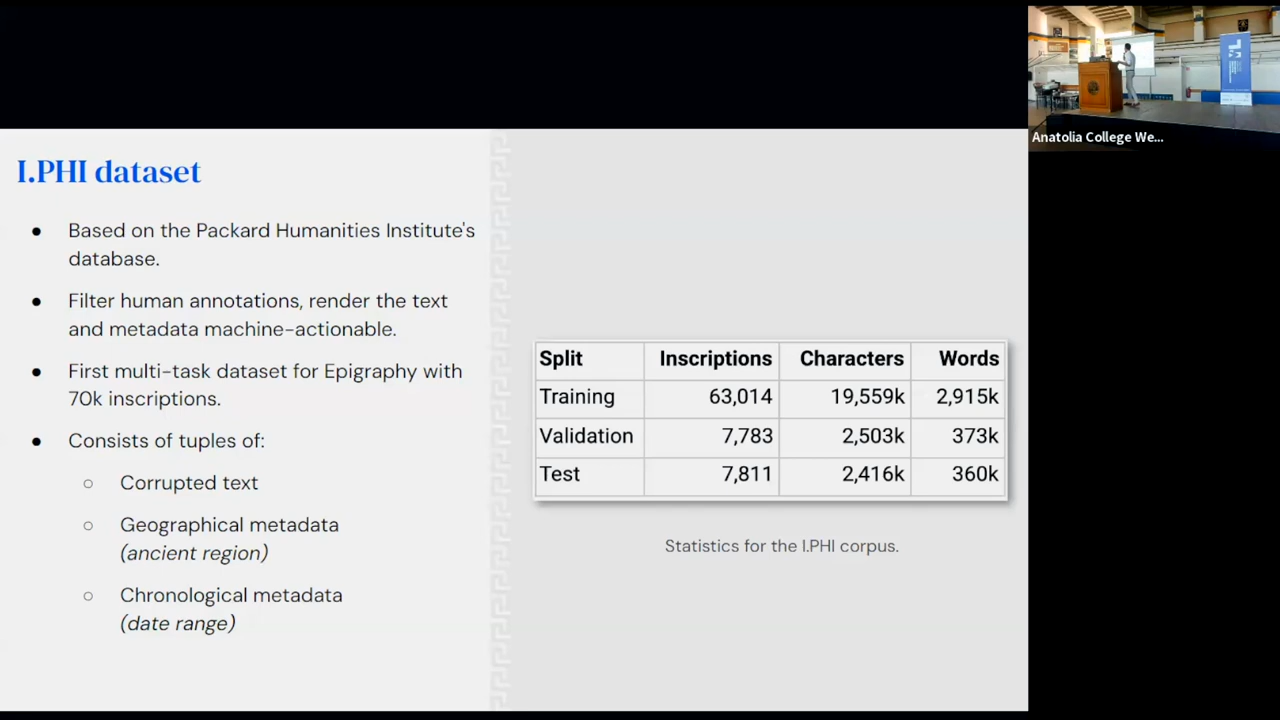 I.PHI dataset
● Based on the Packard Humanities Institute's
database.
● Filter human annotations, render the text
and metadata machine-actionable.
● First multi-task dataset for Epigraphy with
70k inscriptions.
● Consists of tuples of:
○ Corrupted text
○ Geographical metadata
(ancient region)
○ Chronological metadata
(date range)
Split Inscriptions Characters Words
Training 63,014 19,559k 2,915k
Validation 7,783 2,503k 373k
Test 7,811 2,416k 360k
Statistics for the I.PHI corpus.
Anatolia College We...